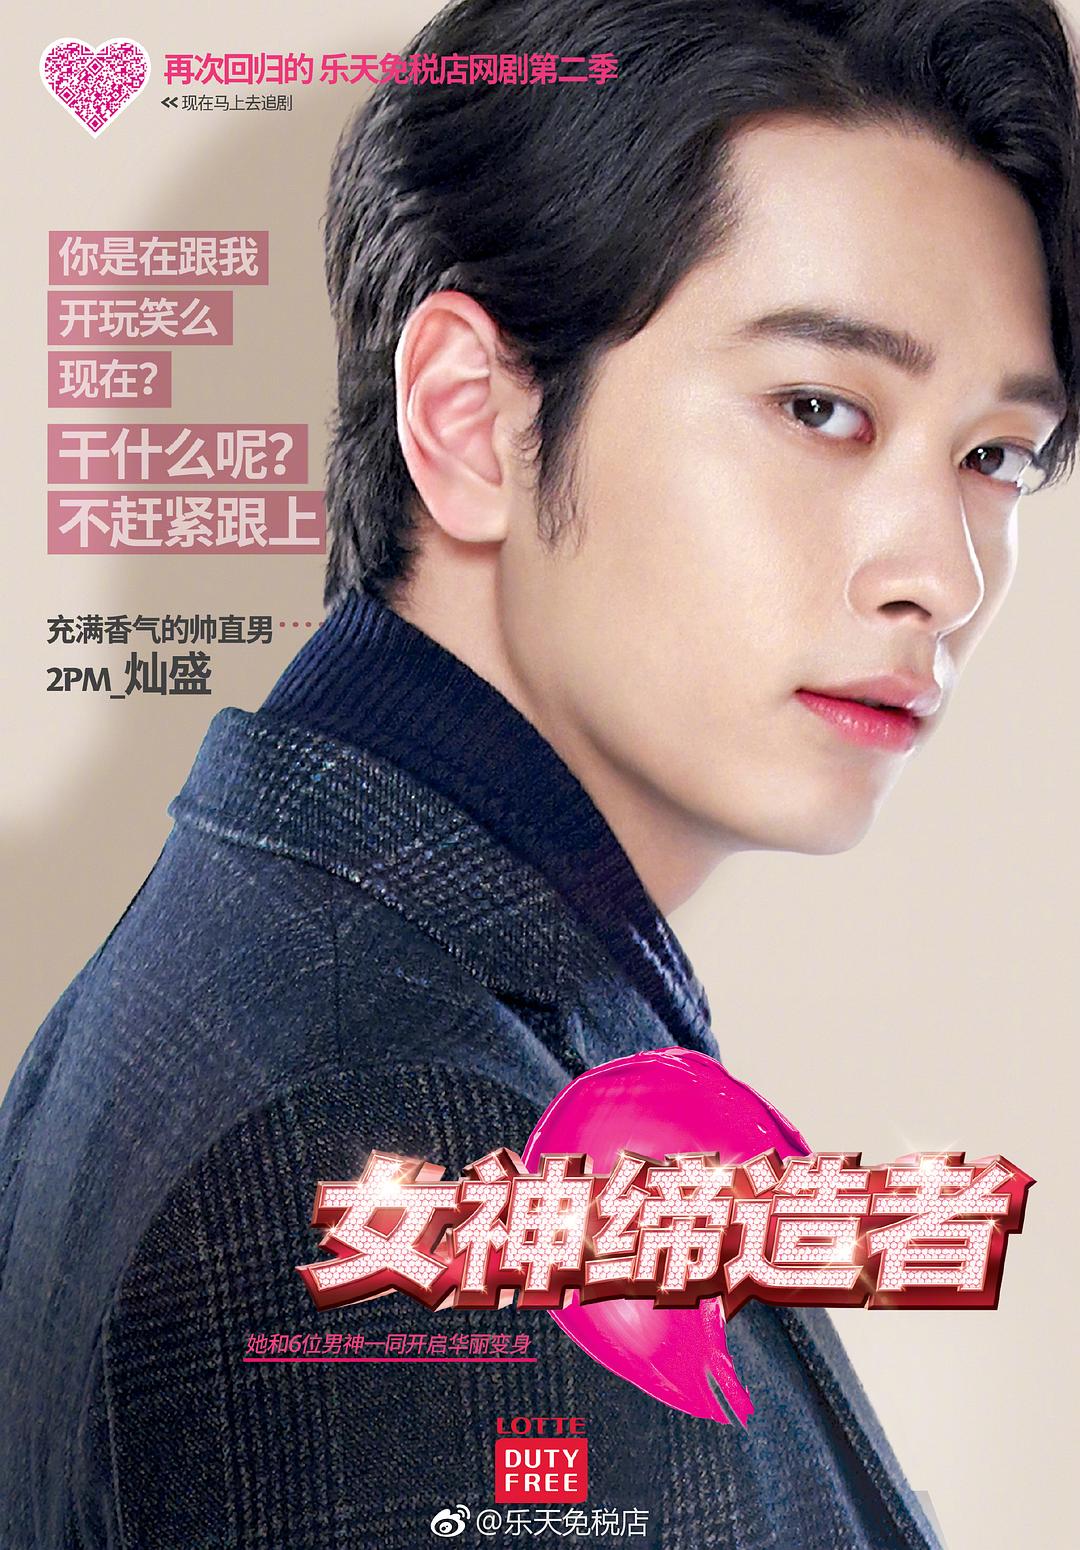 再次回归的 乐天免税店网剧第二季
≪ 现在马上去追剧
你是在跟我
开玩笑么
现在？
干什么呢？
不赶紧跟上
充满香气的帅直男
2PM_灿盛
女神缔造者
她和6位男神一同开启华丽变身
LOTTE
DUTY
FREE
@乐天免税店